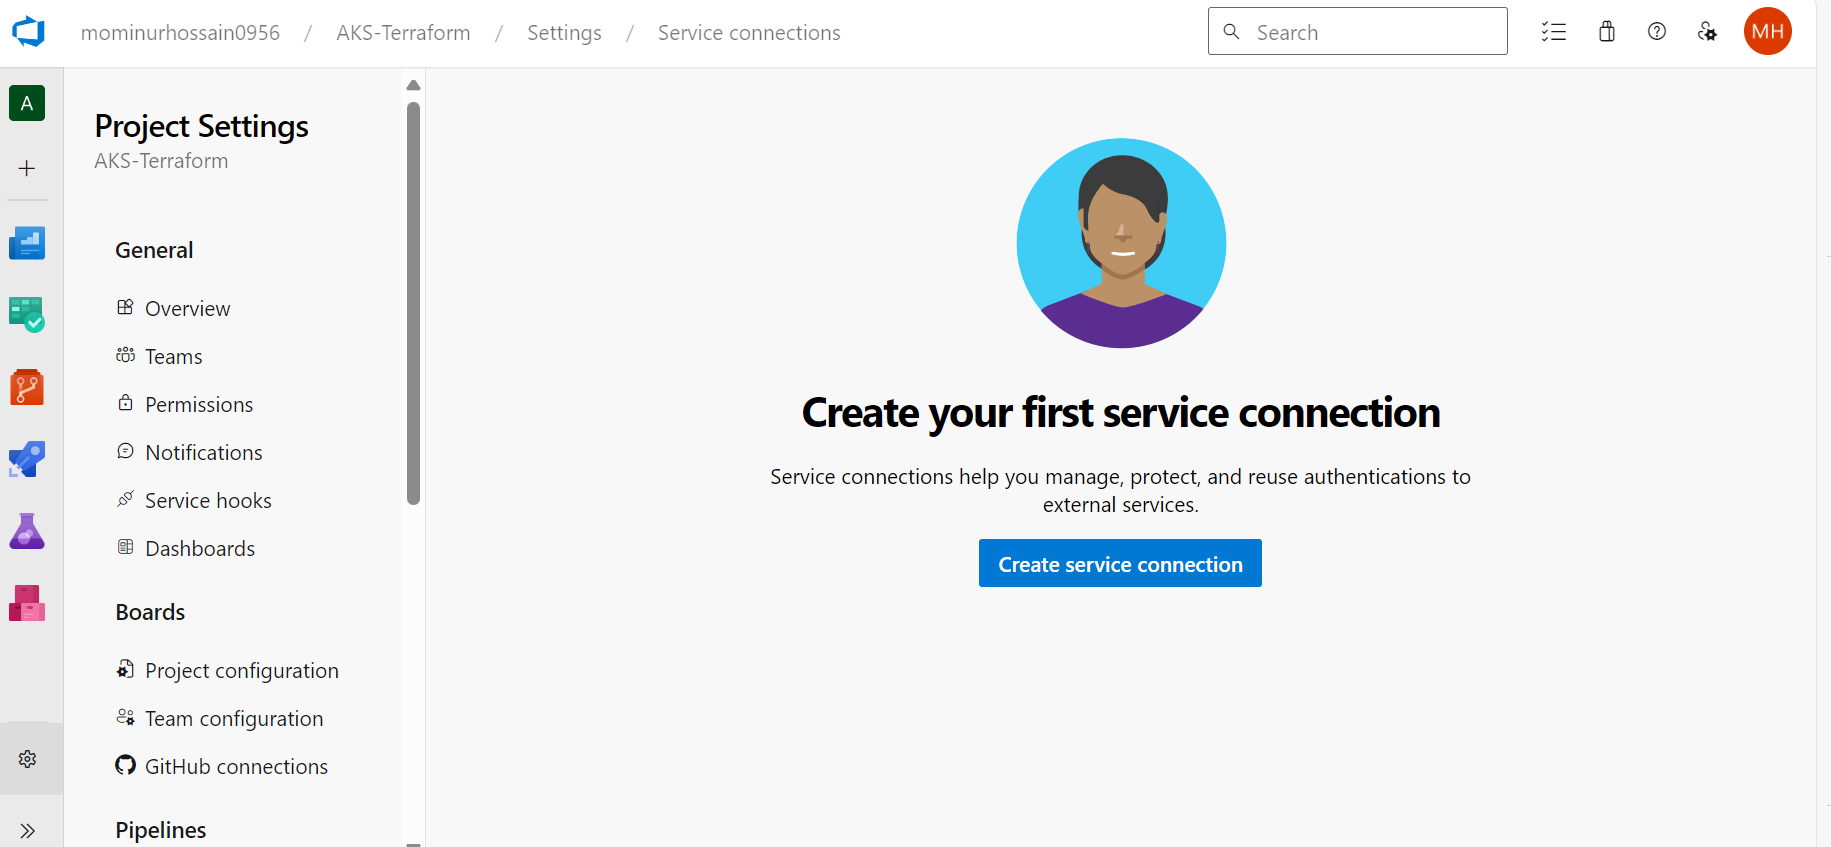 mominurhossain0956 / AKS-Terraform / Settings / Service connections
Search
MH
A
Project Settings
AKS-Terraform
General
Overview
Teams
Permissions
Notifications
Service hooks
Dashboards
Boards
Project configuration
Team configuration
GitHub connections
Pipelines
Create your first service connection
Service connections help you manage, protect, and reuse authentications to
external services.
Create service connection